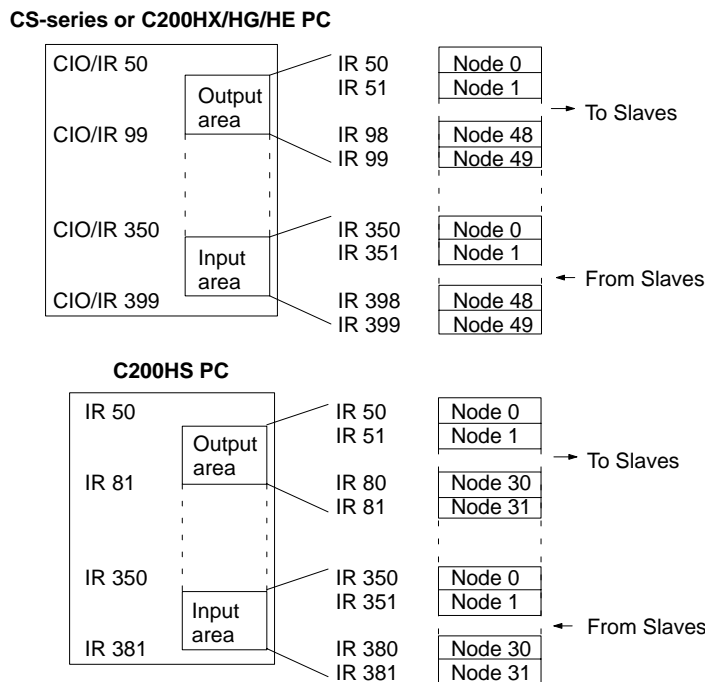 CS-series or C200HX/HG/HE PC
CIO/IR 50
Output
area
CIO/IR 99
CIO/IR 350
Input
area
CIO/IR 399
IR 50
IR 51
IR 98
IR 99
IR 350
IR 351
IR 398
IR 399
Node 0
Node 1
Node 48
Node 49
Node 0
Node 1
Node 48
Node 49
To Slaves
From Slaves
C200HS PC
IR 50
Output
area
IR 81
IR 350
Input
area
IR 381
IR 50
IR 51
IR 80
IR 81
IR 350
IR 351
IR 380
IR 381
Node 0
Node 1
Node 30
Node 31
Node 0
Node 1
Node 30
Node 31
To Slaves
From Slaves